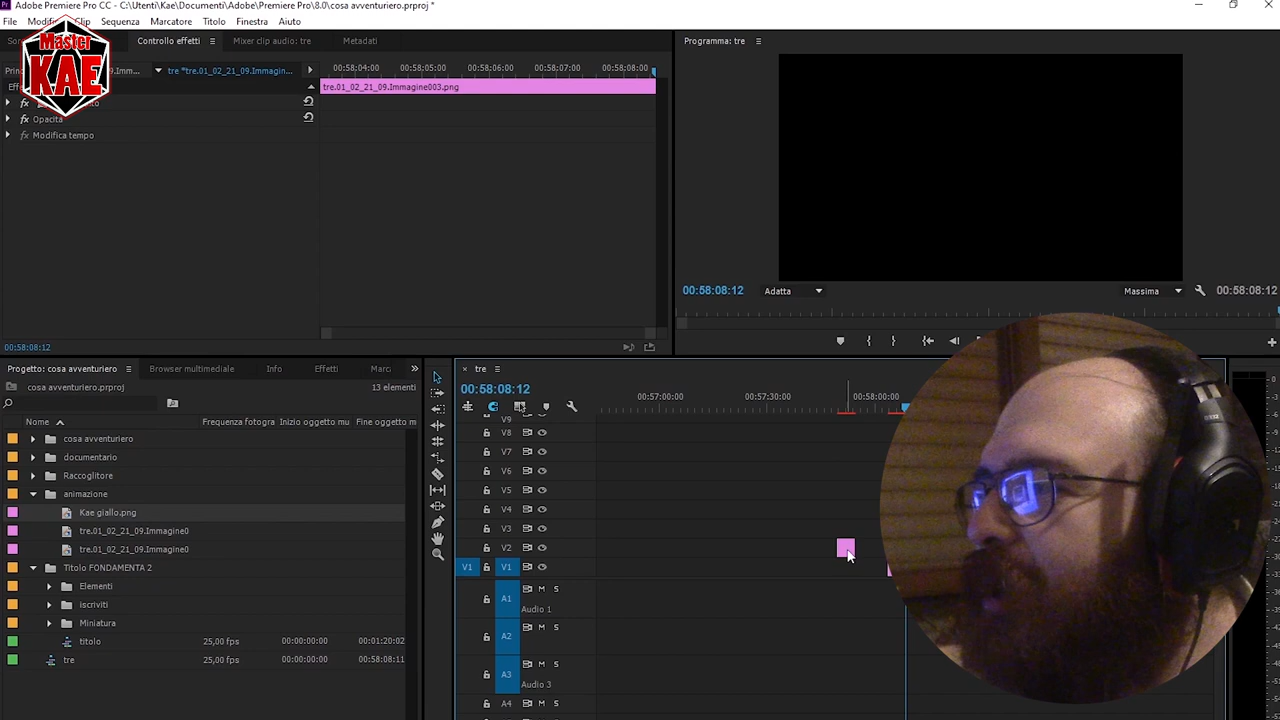 Adobe Premiere Pro CC - C:\Utenti\Kae\Documenti\Adobe\Premiere Pro\8.0\cosa avventuriero.prproj *
File Clip Sequenza Marcatore Titolo Finestra Aiuto
Master KAE
Controllo effetti Mixer clip audio: tre Metadati
Programma: tre
tre *tre.01_02_21_09.Immagin...
00:58:04:00 00:58:05:00 00:58:06:00 00:58:07:00 00:58:08:00
tre.01_02_21_09.Immagine003.png
fx
fx Opacità
fx Modifica tempo
00:58:08:12 Adatta Massima 00:58:08:12
00:58:08:12
Progetto: cosa avventuriero Browser multimediale Info Effetti Marc
cosa avventuriero.prproj 13 elementi
Nome Frequenza fotogra Inizio oggetto mu Fine oggetto m
cosa avventuriero
documentario
Raccoglitore
animazione
Kae giallo.png
tre.01_02_21_09.Immagine0
tre.01_02_21_09.Immagine0
Titolo FONDAMENTA 2
Elementi
iscriviti
Miniatura
titolo 25,00 fps 00:00:00:00 00:01:20:02
tre 25,00 fps 00:00:00:00 00:58:08:11
tre
00:58:08:12
00:57:00:00 00:57:30:00 00:58:00:00
V9
V8
V7
V6
V5
V4
V3
V2
V1 V1
A1 M S
Audio 1
A2 M S
A3 M S
Audio 3
A4 M S